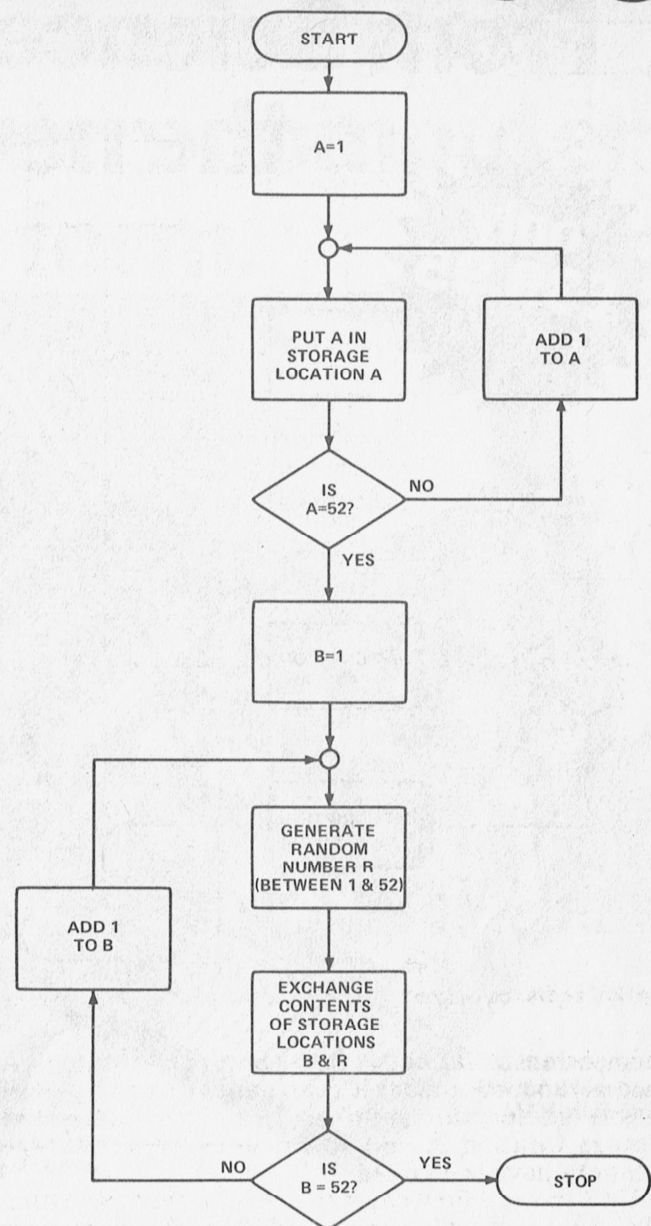 START
A=1
PUT A IN
STORAGE
LOCATION A
ADD 1
TO A
IS
A=52?
NO
YES
B=1
GENERATE
RANDOM
NUMBER R
(BETWEEN 1 & 52)
ADD 1
TO B
EXCHANGE
CONTENTS
OF STORAGE
LOCATIONS
B & R
NO
IS
B = 52?
YES
STOP